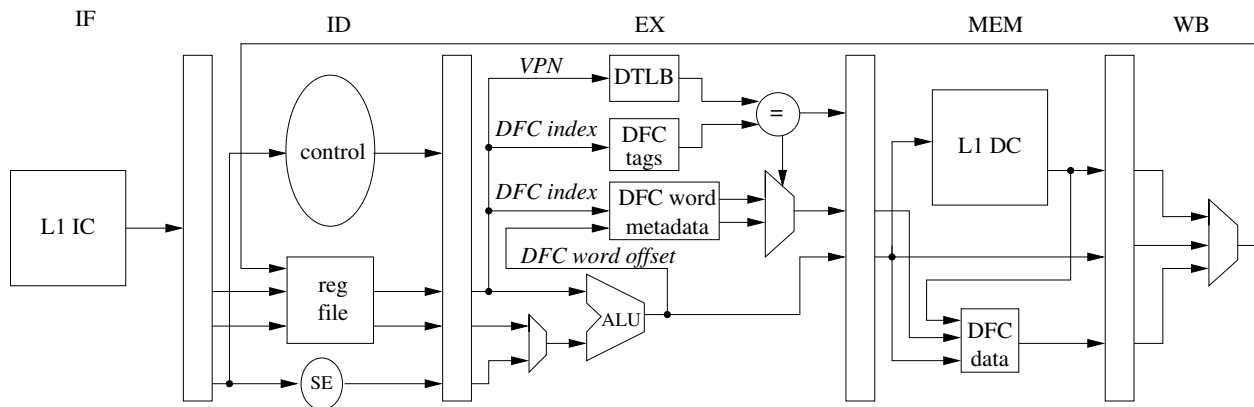 IF
ID
EX
MEM
WB
VPN
DTLB
=
DFC index
DFC
tags
control
L1 DC
L1 IC
DFC index
DFC word
metadata
DFC word offset
reg
file
ALU
DFC
data
SE